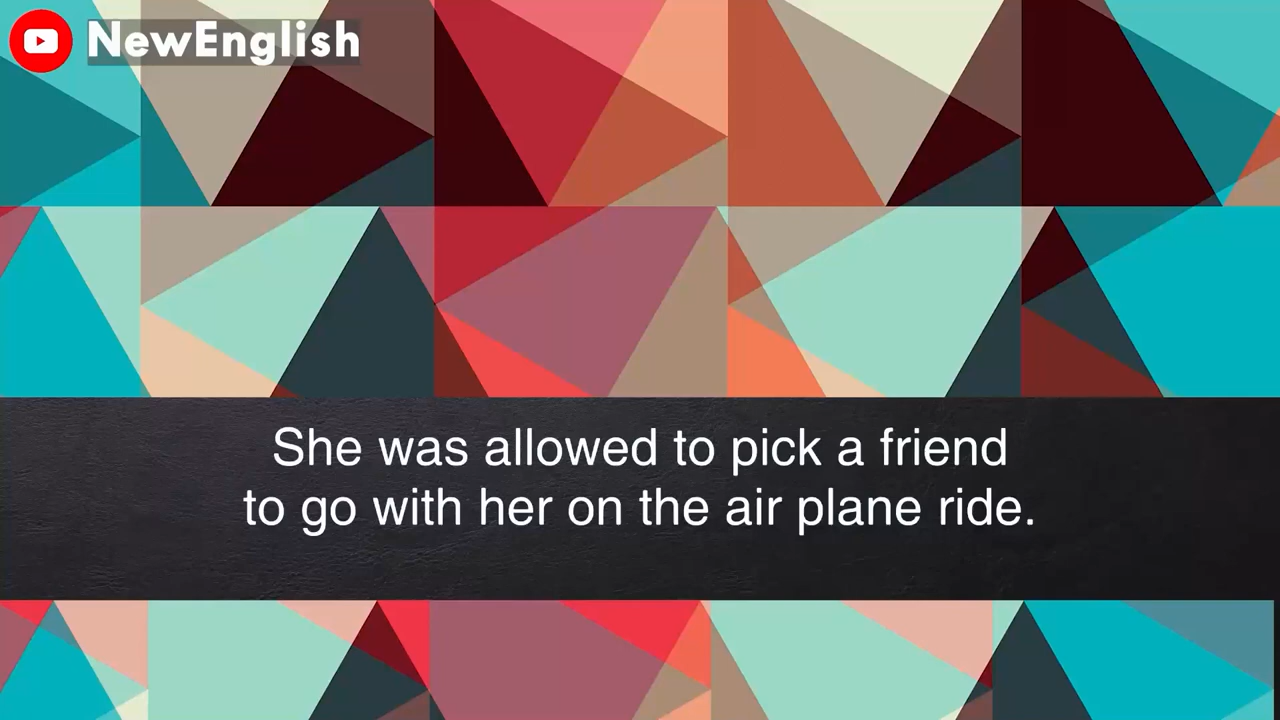 NewEnglish
She was allowed to pick a friend
to go with her on the air plane ride.